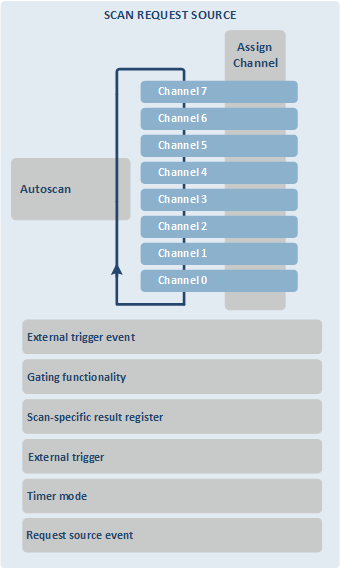 SCAN REQUEST SOURCE
Assign
Channel
Channel 7
Channel 6
Channel 5
Channel 4
Autoscan
Channel 3
Channel 2
Channel 1
Channel 0
External trigger event
Gating functionality
Scan-specific result register
External trigger
Timer mode
Request source event